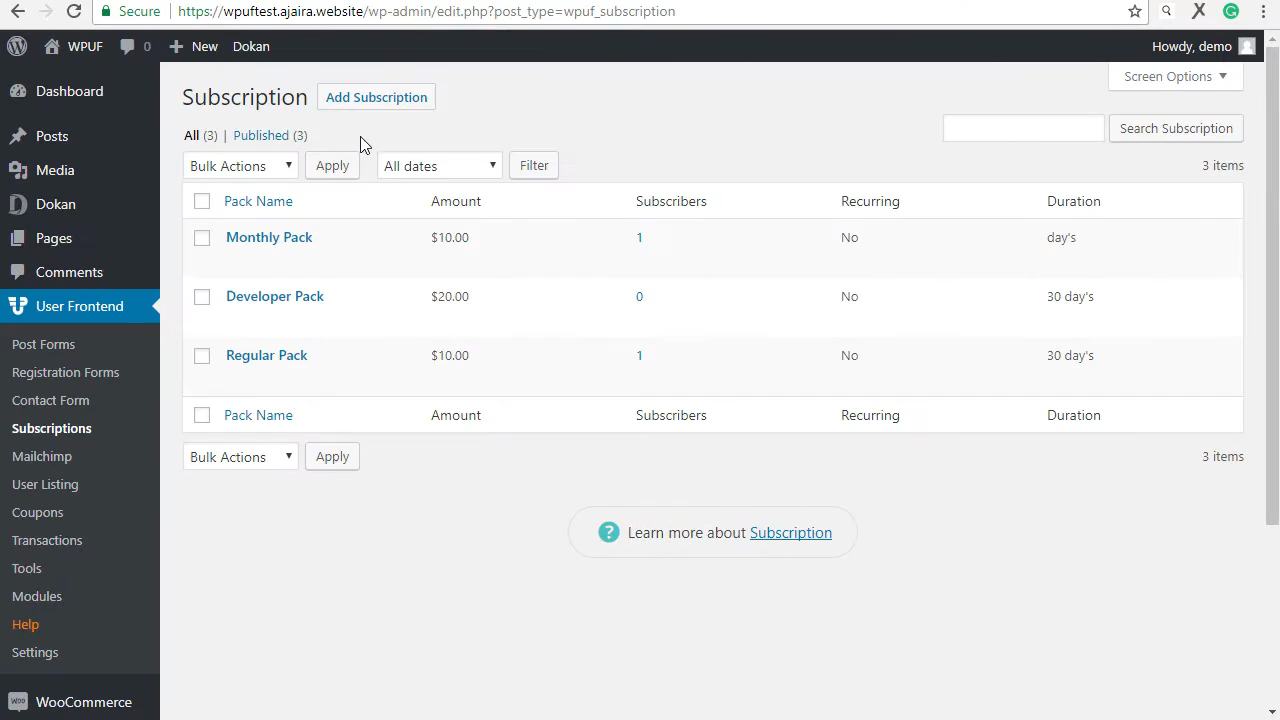 Secure
https://wpuftest.ajaira.website/wp-admin/edit.php?post_type=wpuf_subscription
WPUF 0 New Dokan Howdy, demo
Dashboard
Posts
Media
Dokan
Pages
Comments
User Frontend
Post Forms
Registration Forms
Contact Form
Subscriptions
Mailchimp
User Listing
Coupons
Transactions
Tools
Modules
Help
Settings
WOO WooCommerce
Screen Options
Subscription Add Subscription
All (3) | Published (3)
Search Subscription
Bulk Actions Apply All dates Filter 3 items
Pack Name Amount Subscribers Recurring Duration
Monthly Pack $10.00 1 No day's
Developer Pack $20.00 0 No 30 day's
Regular Pack $10.00 1 No 30 day's
Pack Name Amount Subscribers Recurring Duration
Bulk Actions Apply 3 items
? Learn more about Subscription